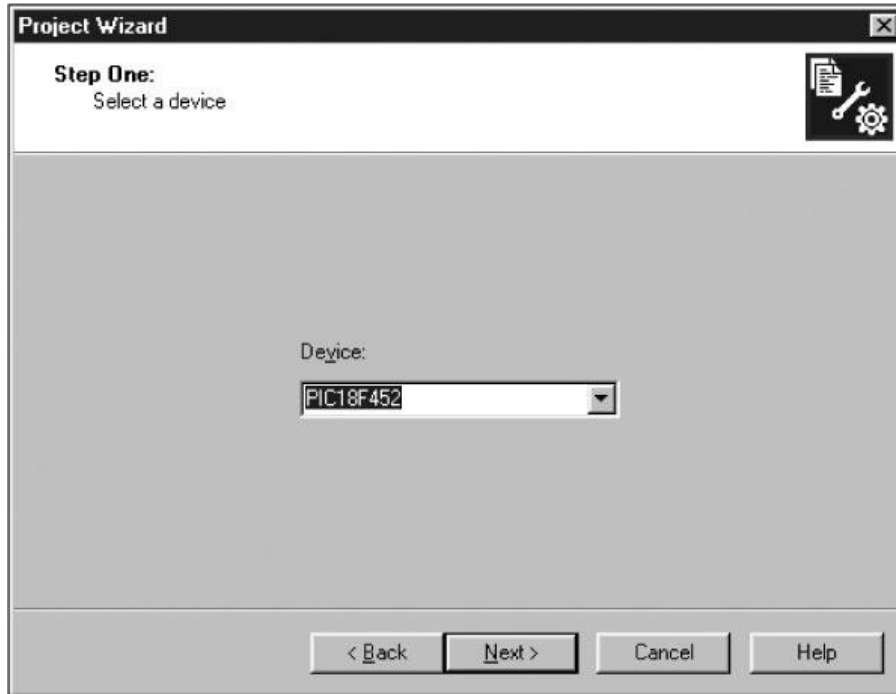 Project Wizard
Step One:
Select a device
Device:
PIC18F452
< Back
Next >
Cancel
Help